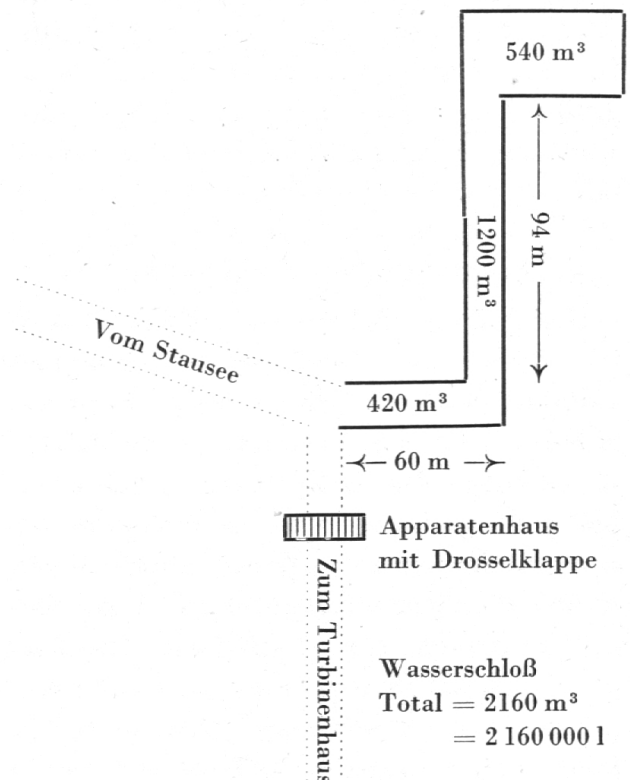 540 m³
94 m
1200 m³
Vom Stausee
420 m³
60 m
Apparatenhaus
mit Drosselklappe
Zum Turbinenhaus
Wasserschloß
Total = 2160 m³
= 2 160 000 l